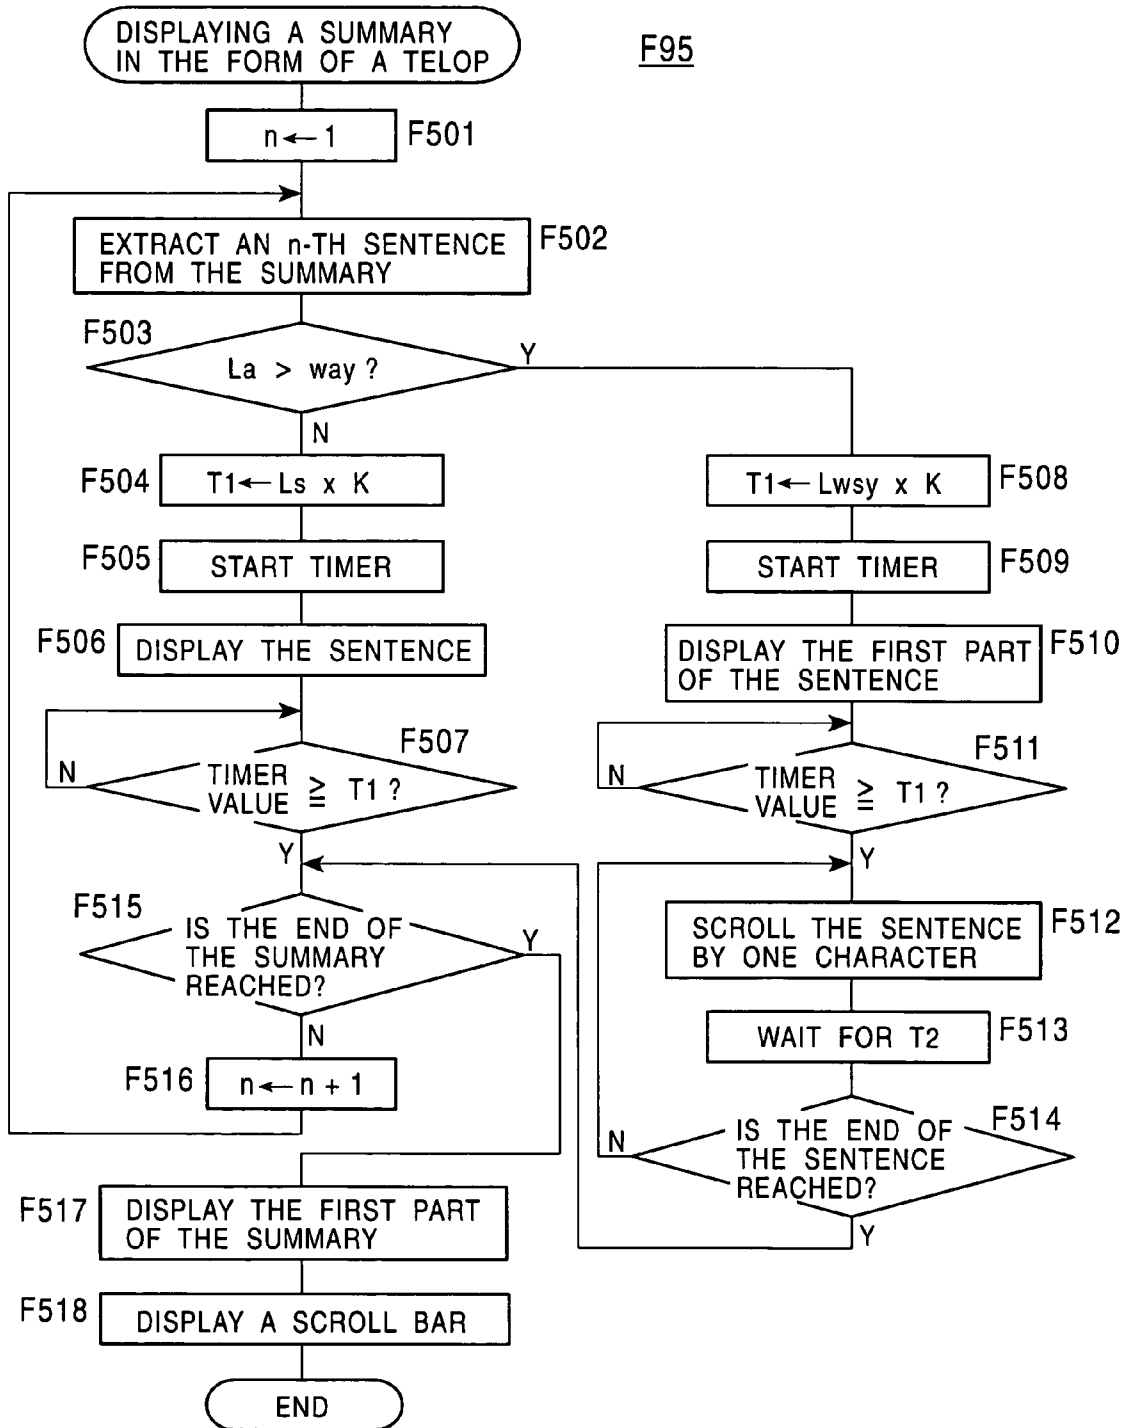 DISPLAYING A SUMMARY
IN THE FORM OF A TELOP
F95
n ← 1
F501
EXTRACT AN n-TH SENTENCE
FROM THE SUMMARY
F502
F503
La > way ?
Y
N
F504
T1 ← Ls x K
T1 ← Lwsy x K
F508
F505
START TIMER
START TIMER
F509
F506
DISPLAY THE SENTENCE
DISPLAY THE FIRST PART
OF THE SENTENCE
F510
F507
TIMER
VALUE ≧ T1 ?
N
Y
F511
TIMER
VALUE ≧ T1 ?
N
Y
F515
IS THE END OF
THE SUMMARY
REACHED?
Y
N
SCROLL THE SENTENCE
BY ONE CHARACTER
F512
WAIT FOR T2
F513
F516
n ← n + 1
F514
IS THE END OF
THE SENTENCE
REACHED?
N
Y
F517
DISPLAY THE FIRST PART
OF THE SUMMARY
F518
DISPLAY A SCROLL BAR
END